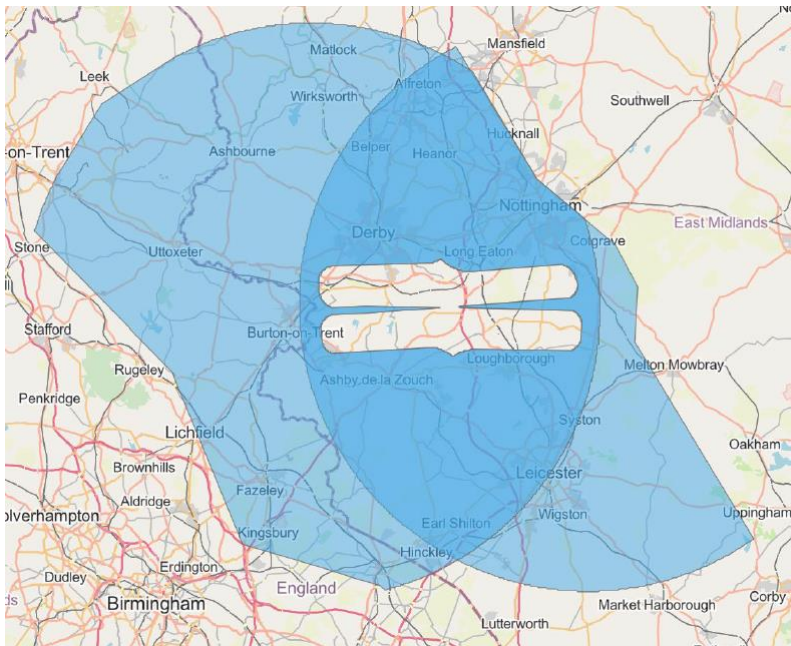 Matlock
Mansfield
Leek
Alfreton
Wirksworth
Southwell
Hucknall
-on-Trent
Ashbourne
Belper
Heanor
Nottingham
East Midlands
Derby
Colgrave
Stone
Uttoxeter
Long Eaton
Stafford
Burton-on-Trent
Loughborough
Melton Mowbray
Rugeley
Ashby de la Zouch
Penkridge
Syston
Lichfield
Oakham
Brownhills
Leicester
Fazeley
Aldridge
Uppingham
olverhampton
Wigston
Earl Shilton
Kingsbury
Hinckley
Erdington
Dudley
England
Corby
Birmingham
Market Harborough
Lutterworth